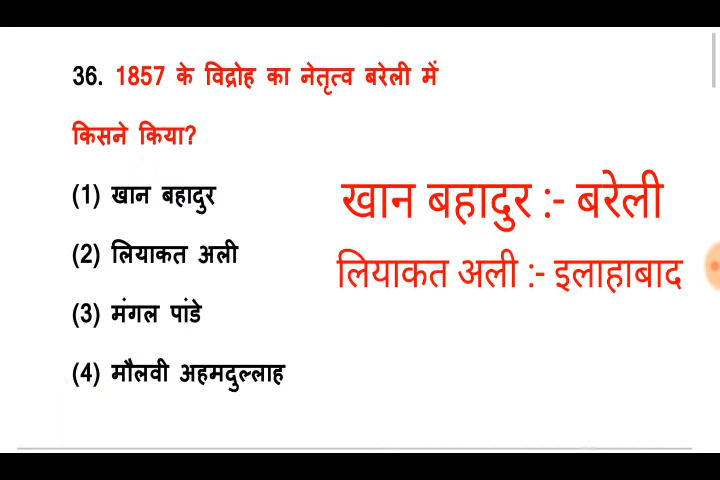 36. 1857 के विद्रोह का नेतृत्व बरेली में
किसने किया?
(1) खान बहादुर
(2) लियाकत अली
(3) मंगल पांडे
(4) मौलवी अहमदुल्लाह
खान बहादुर :- बरेली
लियाकत अली :- इलाहाबाद